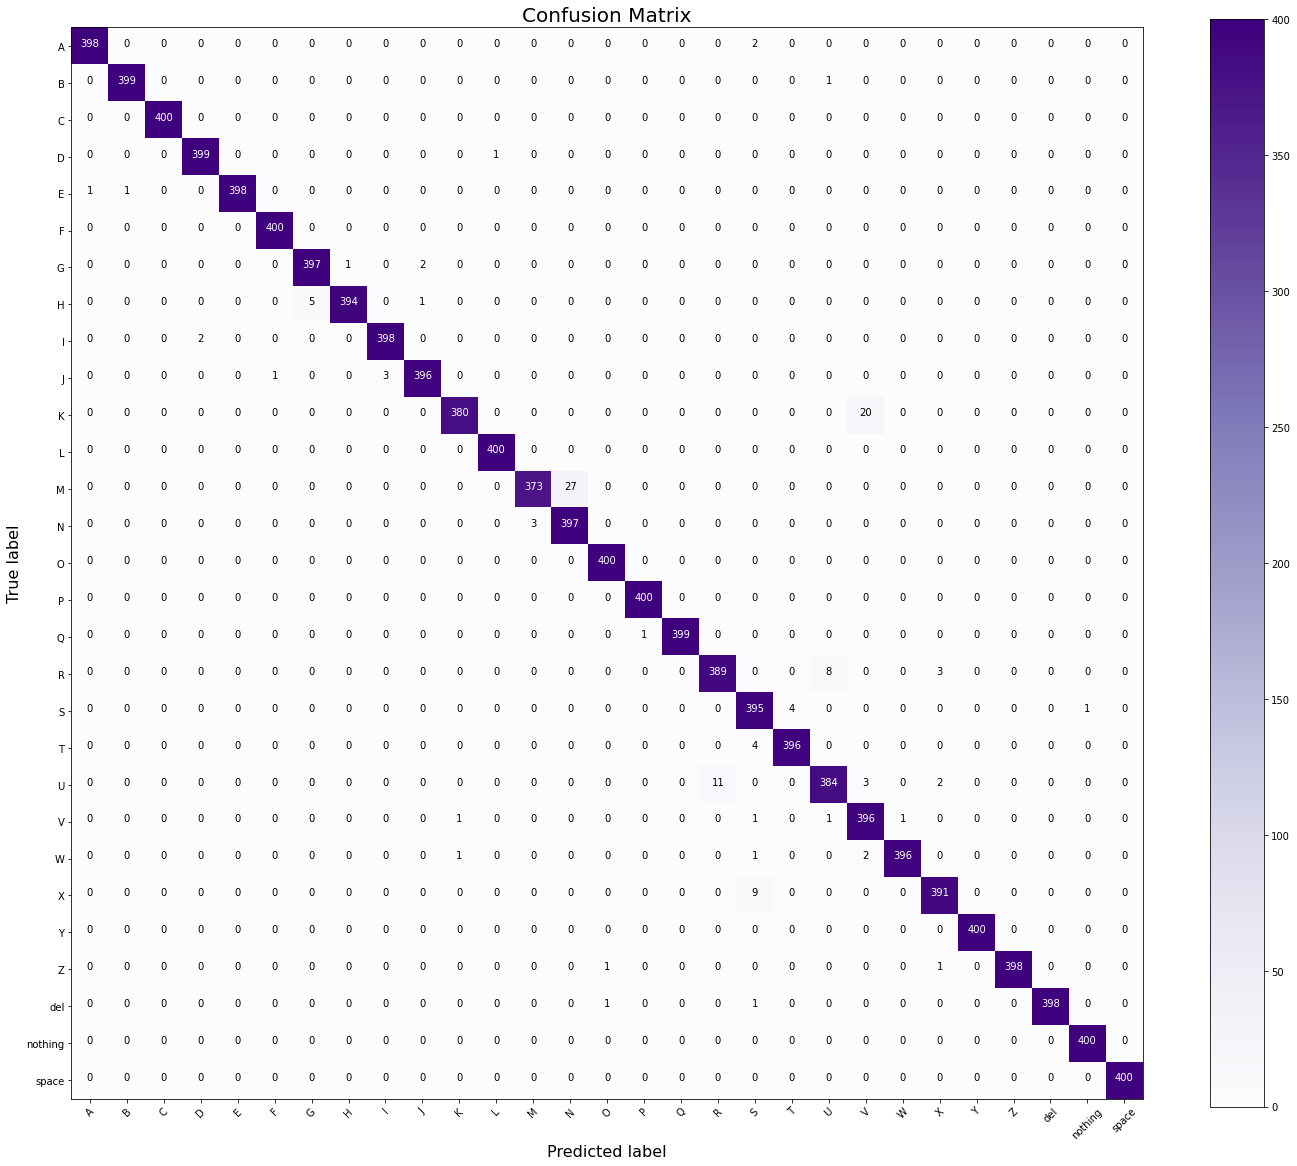 Confusion Matrix
A 398 0 0 0 0 0 0 0 0 0 0 0 0 0 0 0 0 0 2 0 0 0 0 0 0 0 0 0 0
B 0 399 0 0 0 0 0 0 0 0 0 0 0 0 0 0 0 0 0 0 1 0 0 0 0 0 0 0 0
C 0 0 400 0 0 0 0 0 0 0 0 0 0 0 0 0 0 0 0 0 0 0 0 0 0 0 0 0 0
D 0 0 0 399 0 0 0 0 0 0 0 1 0 0 0 0 0 0 0 0 0 0 0 0 0 0 0 0 0
E 1 1 0 0 398 0 0 0 0 0 0 0 0 0 0 0 0 0 0 0 0 0 0 0 0 0 0 0 0
F 0 0 0 0 0 400 0 0 0 0 0 0 0 0 0 0 0 0 0 0 0 0 0 0 0 0 0 0 0
G 0 0 0 0 0 0 397 1 0 2 0 0 0 0 0 0 0 0 0 0 0 0 0 0 0 0 0 0 0
H 0 0 0 0 0 0 5 394 0 1 0 0 0 0 0 0 0 0 0 0 0 0 0 0 0 0 0 0 0
I 0 0 0 2 0 0 0 0 398 0 0 0 0 0 0 0 0 0 0 0 0 0 0 0 0 0 0 0 0
J 0 0 0 0 0 1 0 0 3 396 0 0 0 0 0 0 0 0 0 0 0 0 0 0 0 0 0 0 0
K 0 0 0 0 0 0 0 0 0 0 380 0 0 0 0 0 0 0 0 0 0 20 0 0 0 0 0 0 0
L 0 0 0 0 0 0 0 0 0 0 0 400 0 0 0 0 0 0 0 0 0 0 0 0 0 0 0 0 0
M 0 0 0 0 0 0 0 0 0 0 0 0 373 27 0 0 0 0 0 0 0 0 0 0 0 0 0 0 0
N 0 0 0 0 0 0 0 0 0 0 0 0 3 397 0 0 0 0 0 0 0 0 0 0 0 0 0 0 0
O 0 0 0 0 0 0 0 0 0 0 0 0 0 0 400 0 0 0 0 0 0 0 0 0 0 0 0 0 0
P 0 0 0 0 0 0 0 0 0 0 0 0 0 0 0 400 0 0 0 0 0 0 0 0 0 0 0 0 0
Q 0 0 0 0 0 0 0 0 0 0 0 0 0 0 0 1 399 0 0 0 0 0 0 0 0 0 0 0 0
R 0 0 0 0 0 0 0 0 0 0 0 0 0 0 0 0 0 389 0 0 8 0 0 3 0 0 0 0 0
S 0 0 0 0 0 0 0 0 0 0 0 0 0 0 0 0 0 0 395 4 0 0 0 0 0 0 0 1 0
T 0 0 0 0 0 0 0 0 0 0 0 0 0 0 0 0 0 0 4 396 0 0 0 0 0 0 0 0 0
U 0 0 0 0 0 0 0 0 0 0 0 0 0 0 0 0 0 11 0 0 384 3 0 2 0 0 0 0 0
V 0 0 0 0 0 0 0 0 0 0 1 0 0 0 0 0 0 0 1 0 1 396 1 0 0 0 0 0 0
W 0 0 0 0 0 0 0 0 0 0 1 0 0 0 0 0 0 0 1 0 0 2 396 0 0 0 0 0 0
X 0 0 0 0 0 0 0 0 0 0 0 0 0 0 0 0 0 0 9 0 0 0 0 391 0 0 0 0 0
Y 0 0 0 0 0 0 0 0 0 0 0 0 0 0 0 0 0 0 0 0 0 0 0 0 400 0 0 0 0
Z 0 0 0 0 0 0 0 0 0 0 0 0 0 0 1 0 0 0 0 0 0 0 0 1 0 398 0 0 0
del 0 0 0 0 0 0 0 0 0 0 0 0 0 0 1 0 0 0 1 0 0 0 0 0 0 0 398 0 0
nothing 0 0 0 0 0 0 0 0 0 0 0 0 0 0 0 0 0 0 0 0 0 0 0 0 0 0 0 400 0
space 0 0 0 0 0 0 0 0 0 0 0 0 0 0 0 0 0 0 0 0 0 0 0 0 0 0 0 0 400
A B C D E F G H I J K L M N O P Q R S T U V W X Y Z del nothing space
Predicted label
True label
400
350
300
250
200
150
100
50
0